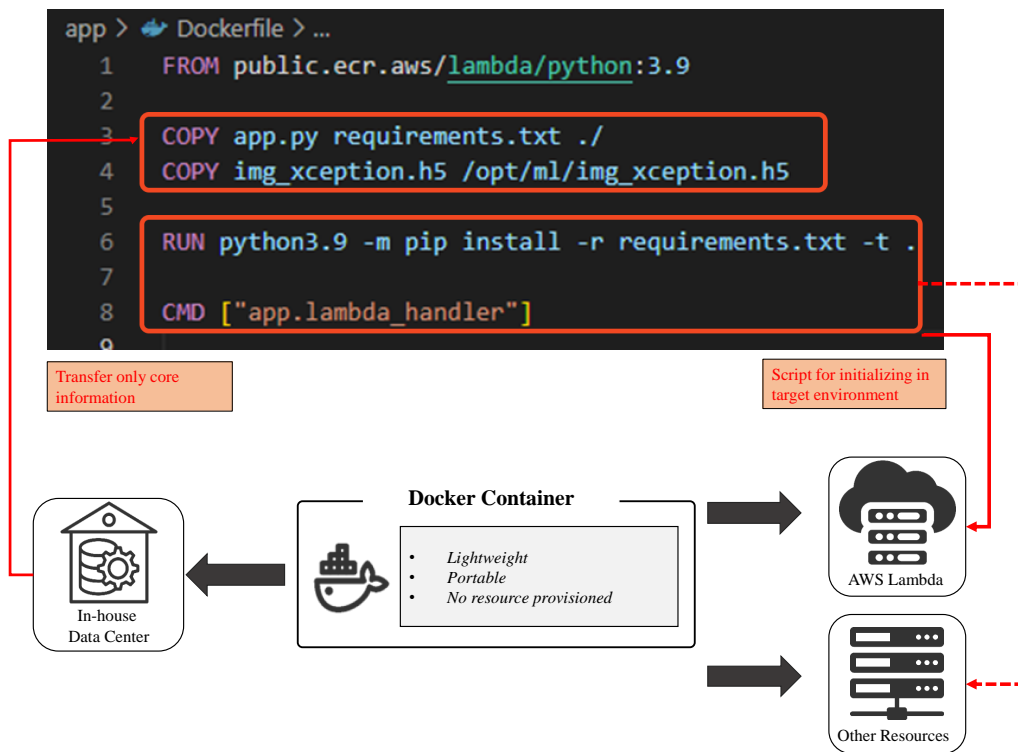 app > Dockerfile > ...
1 FROM public.ecr.aws/lambda/python:3.9
2
3 COPY app.py requirements.txt ./
4 COPY img_xception.h5 /opt/ml/img_xception.h5
5
6 RUN python3.9 -m pip install -r requirements.txt -t .
7
8 CMD ["app.lambda_handler"]
9
Transfer only core
information
Script for initializing in
target environment
Docker Container
• Lightweight
• Portable
• No resource provisioned
In-house
Data Center
AWS Lambda
Other Resources